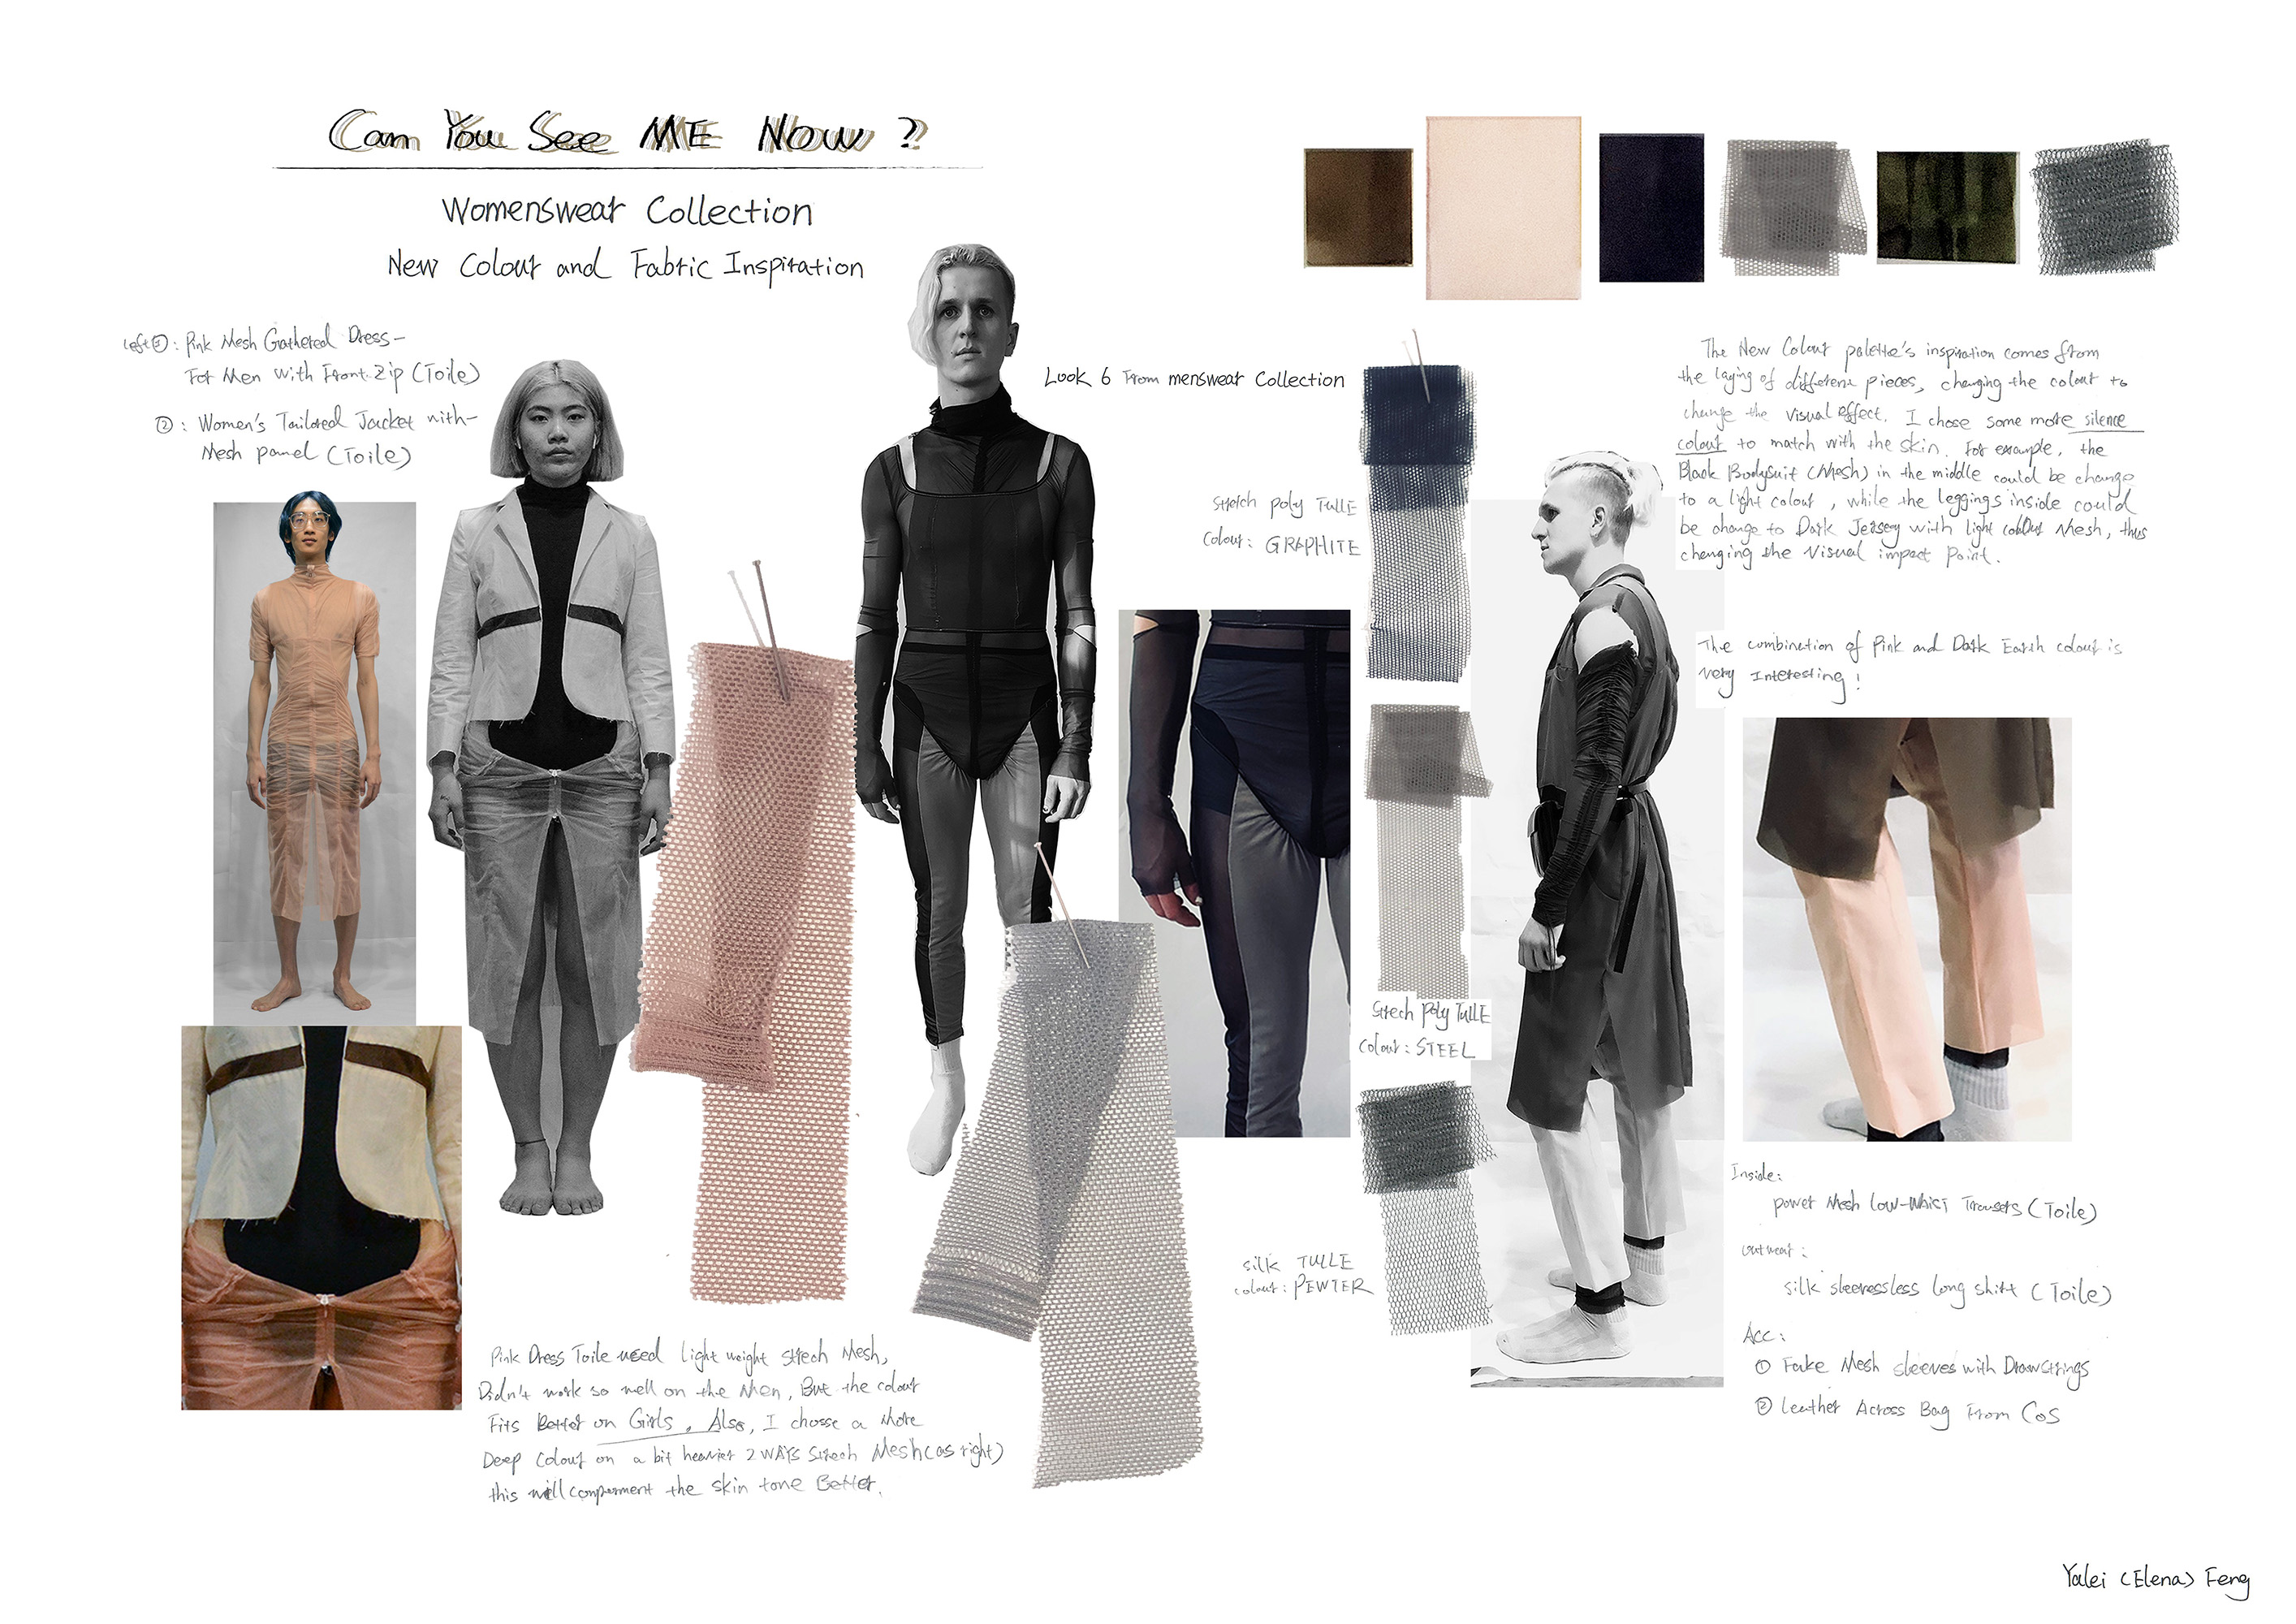 Can You See ME Now ?
Womenswear Collection
New Colour and Fabric Inspiration
Left①: Pink Mesh Gathered Dress-
For Men with Front Zip (Toile)
②: Women's Tailored Jacket with-
Mesh panel (Toile)
Look 6 From menswear Collection
Stretch poly TULLE
Colour: GRAPHITE
The New Colour palette's inspiration comes from
the laying of different pieces, changing the colour to
change the visual effect. I chose some more silence
colour to match with the skin. For example, the
Black Bodysuit (Mesh) in the middle could be change
to a light colour, while the leggings inside could
be change to Dark Jersey with light colour Mesh, thus
changing the Visual impact Point.
The combination of Pink and Dark Earth colour is
very Interesting!
Strech Poly TULLE
Colour: STEEL
silk TULLE
colour: PEWTER
Inside:
power Mesh low-Waist Trousers (Toile)
outwear:
silk sleevessless long shirt (Toile)
Acc:
① Fake Mesh sleeves with Drawstrings
② Leather Across Bag From COS
Pink Dress Toile used light weight strech Mesh,
Didn't work so well on the Men, But the colour
Fits Better on Girls. Also, I chosse a more
Deep Colour on a bit heavier 2 WAYS Strech Mesh (as right)
this will comperment the skin tone Better.
Yalei (Elena) Feng